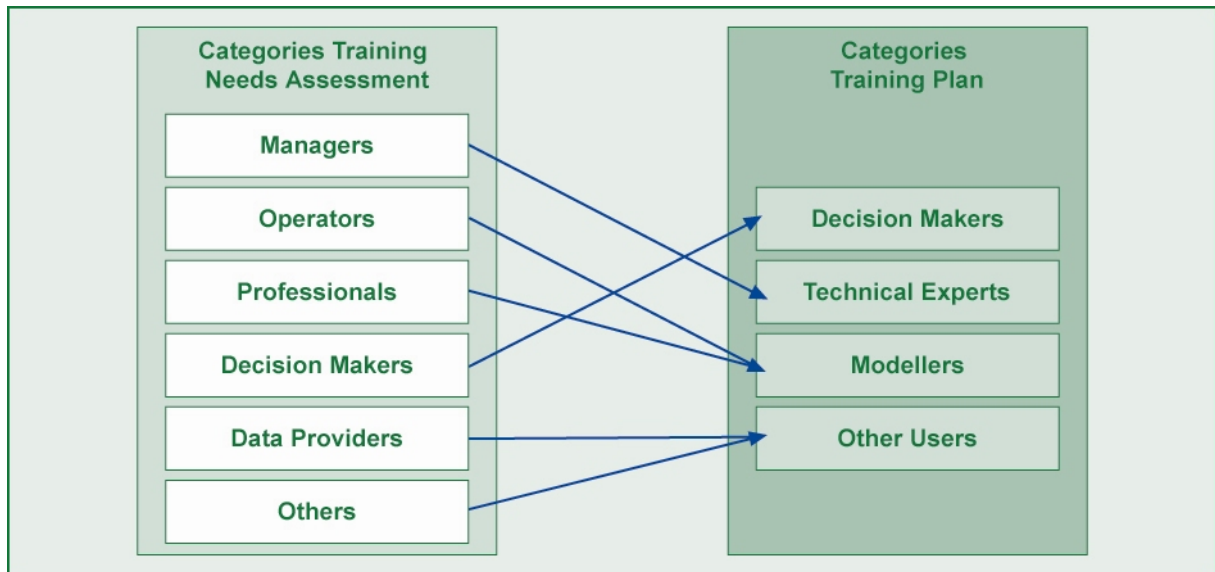 Categories Training
Needs Assessment
Managers
Operators
Professionals
Decision Makers
Data Providers
Others
Categories
Training Plan
Decision Makers
Technical Experts
Modellers
Other Users